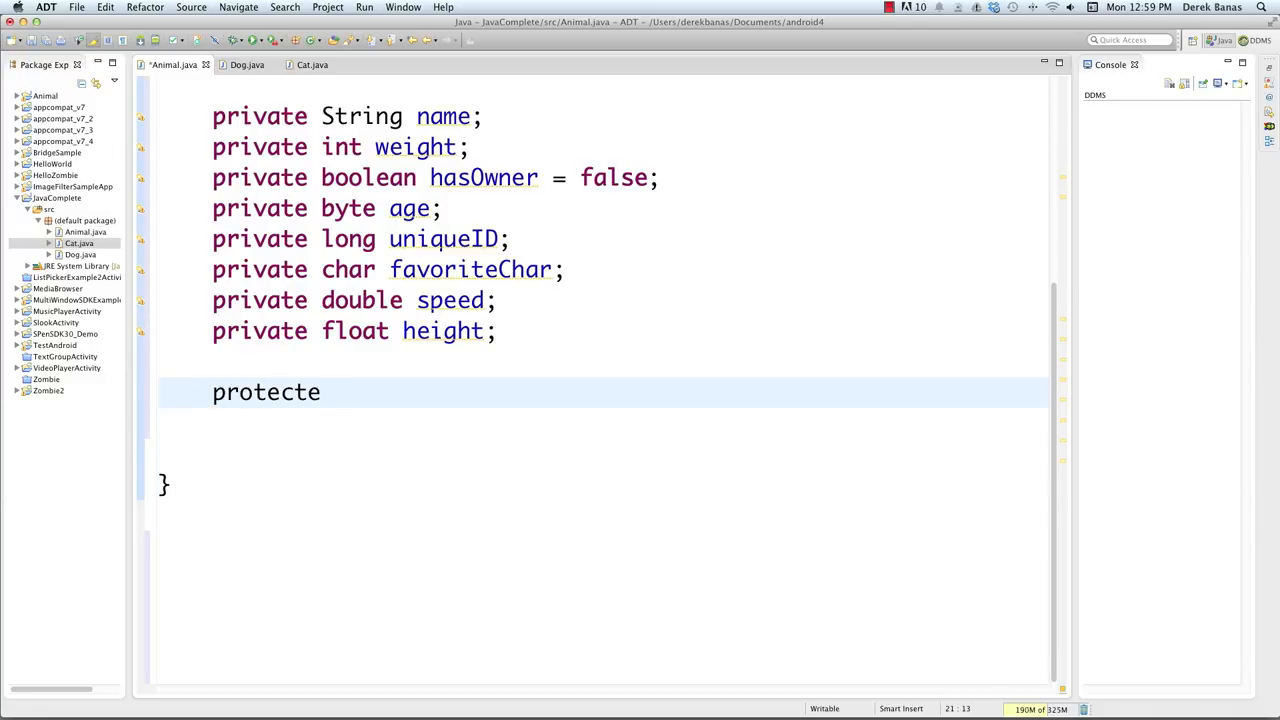 ADT File Edit Refactor Source Navigate Search Project Run Window Help 10 Mon 12:59 PM Derek Banas
Java – JavaComplete/src/Animal.java – ADT – /Users/derekbanas/Documents/android4
Quick Access Java DDMS
Package Exp
*Animal.java Dog.java Cat.java
Console
DDMS
Animal
appcompat_v7
appcompat_v7_2
appcompat_v7_3
appcompat_v7_4
BridgeSample
HelloWorld
HelloZombie
ImageFilterSampleApp
JavaComplete
src
(default package)
Animal.java
Cat.java
Dog.java
JRE System Library [Ja
ListPickerExample2Activi
MediaBrowser
MultiWindowSDKExample
MusicPlayerActivity
SlookActivity
SPenSDK30_Demo
TestAndroid
TextGroupActivity
VideoPlayerActivity
Zombie
Zombie2
private String name;
private int weight;
private boolean hasOwner = false;
private byte age;
private long uniqueID;
private char favoriteChar;
private double speed;
private float height;
protecte
}
Writable Smart Insert 21 : 13 190M of 325M